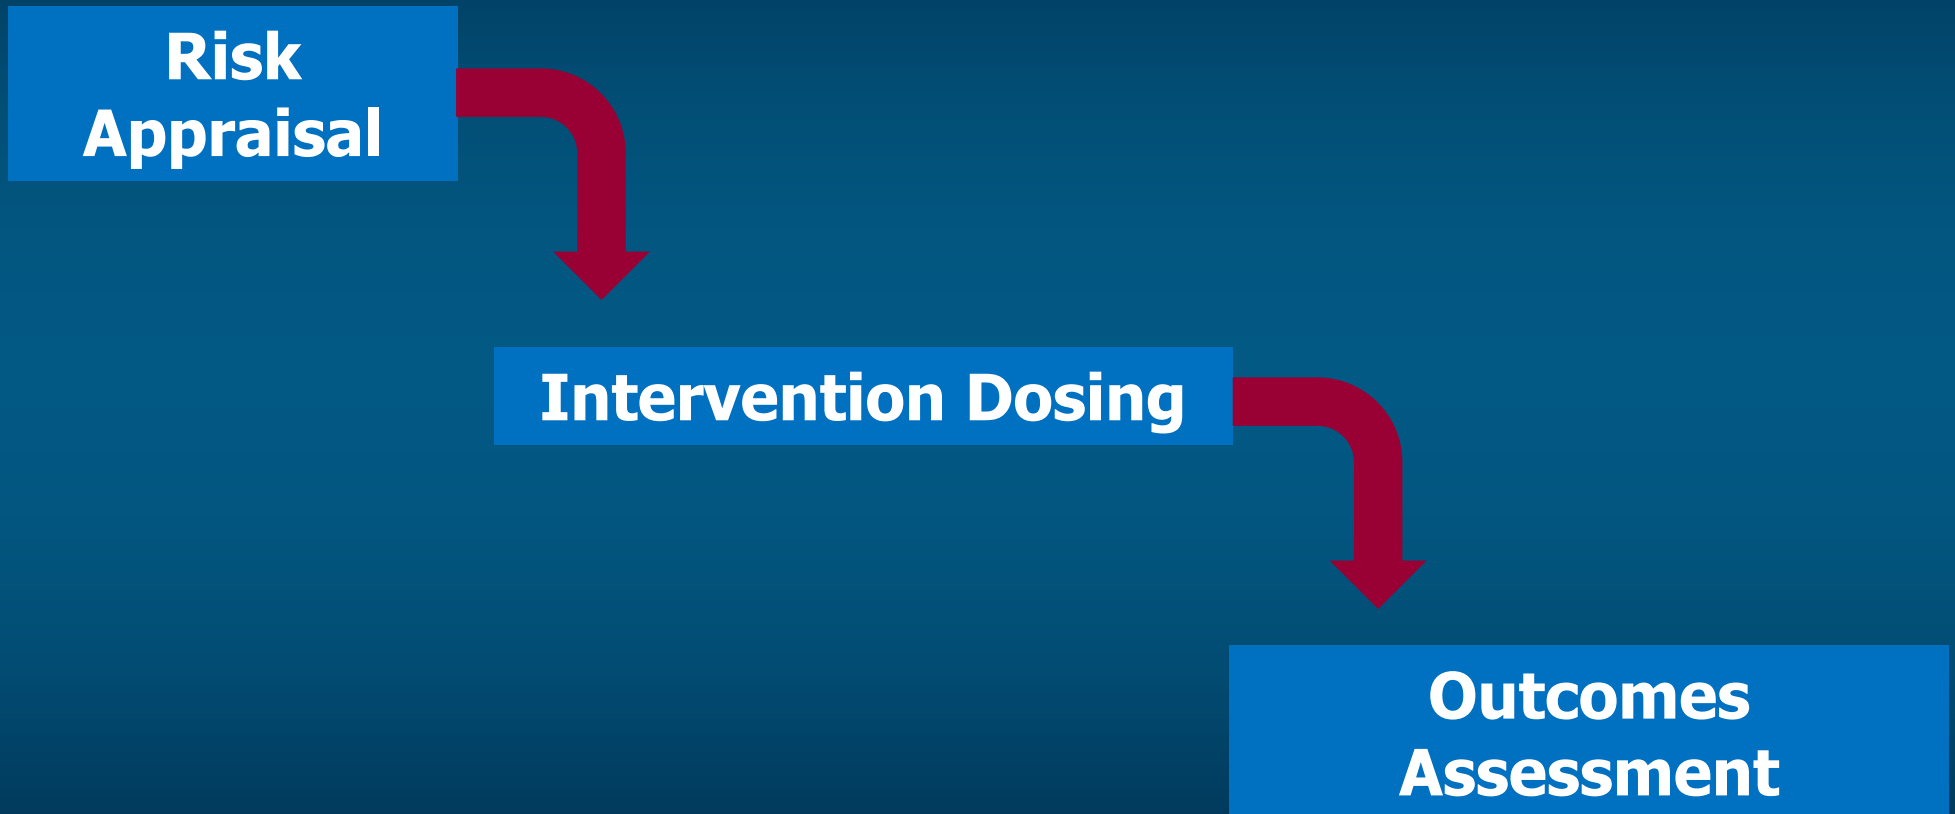 Risk
Appraisal
Intervention Dosing
Outcomes
Assessment